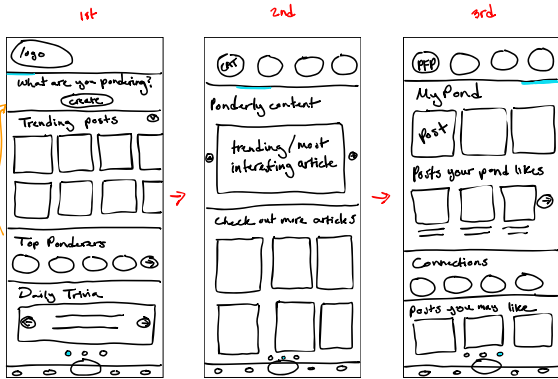 1st
2nd
3rd
logo
What are you pondering?
create
Trending posts
Top Ponderers
Daily Trivia
CAT
Ponderly content
trending/most
interesting article
Check out more articles
PFP
My Pond
Post
Posts your pond likes
Connections
Posts you may like